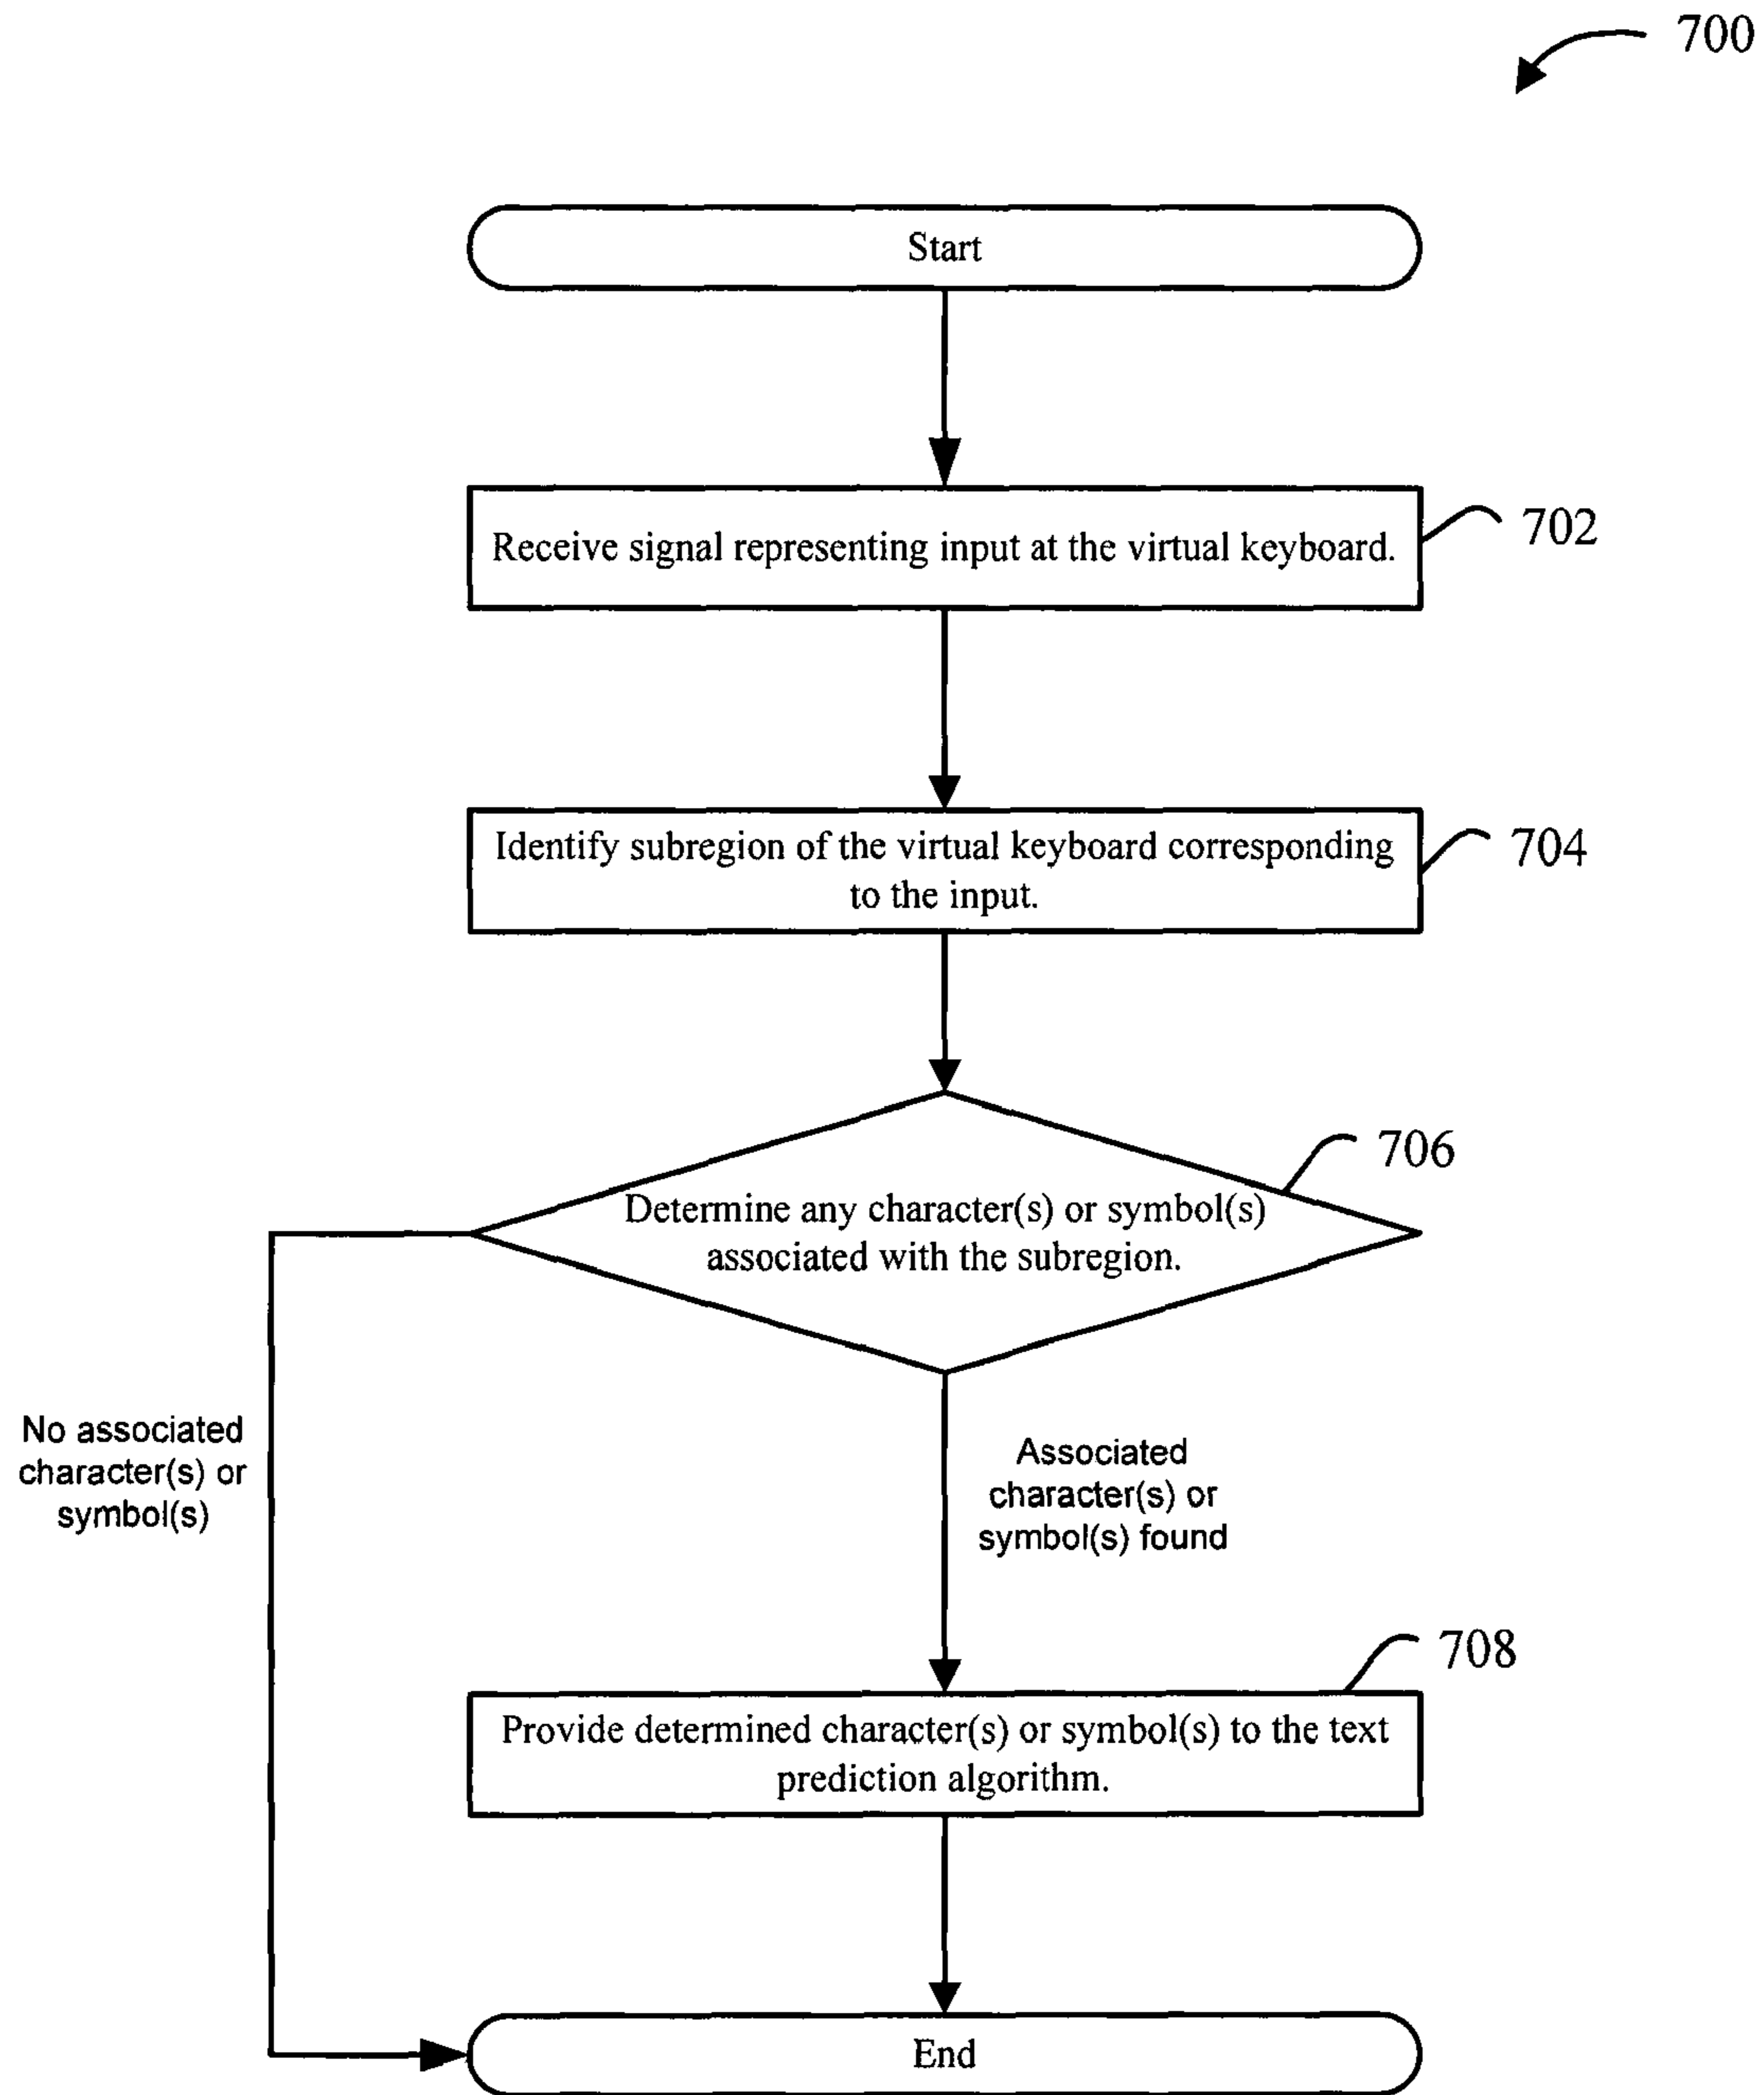 700
Start
Receive signal representing input at the virtual keyboard.
702
Identify subregion of the virtual keyboard corresponding
to the input.
704
706
Determine any character(s) or symbol(s)
associated with the subregion.
No associated
character(s) or
symbol(s)
Associated
character(s) or
symbol(s) found
708
Provide determined character(s) or symbol(s) to the text
prediction algorithm.
End